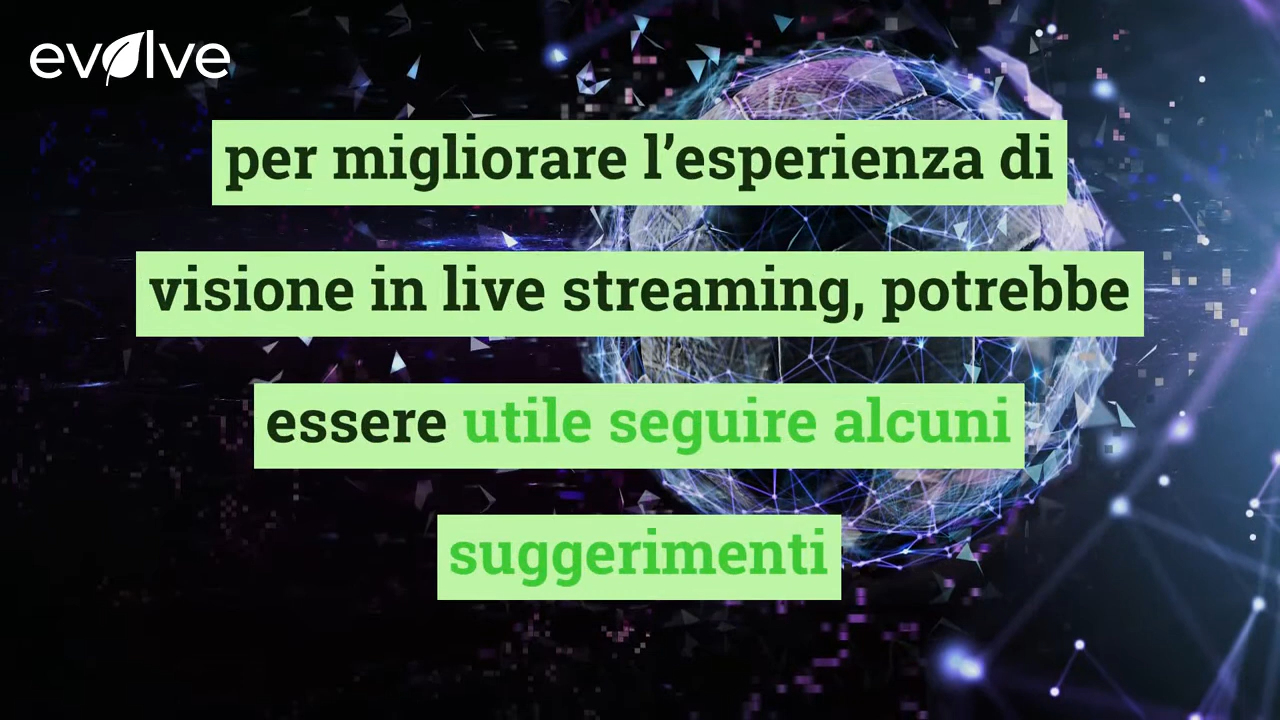 evolve
per migliorare l’esperienza di
visione in live streaming, potrebbe
essere utile seguire alcuni
suggerimenti